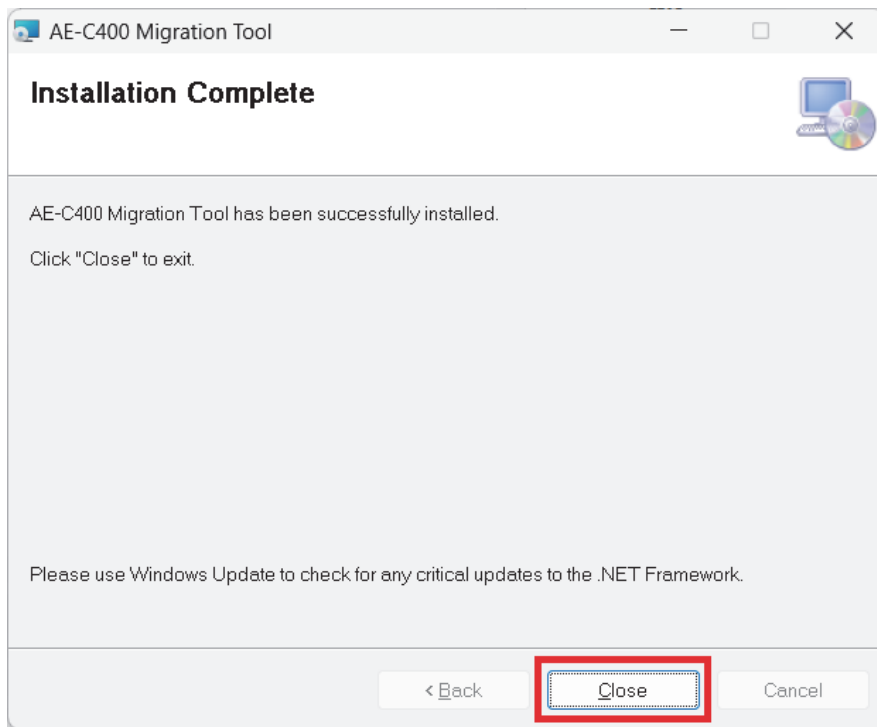 AE-C400 Migration Tool
Installation Complete
AE-C400 Migration Tool has been successfully installed.
Click "Close" to exit.
Please use Windows Update to check for any critical updates to the .NET Framework.
< Back
Close
Cancel